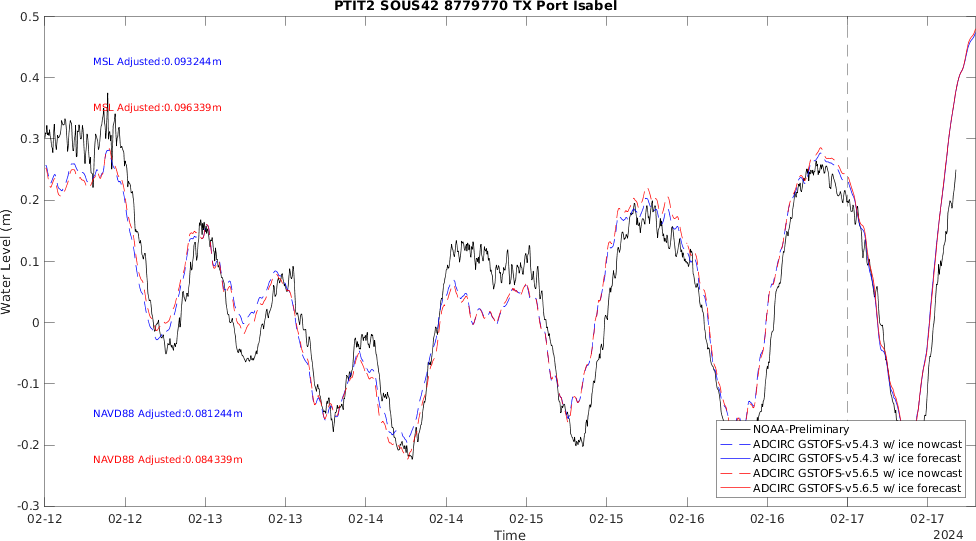 PTIT2 SOUS42 8779770 TX Port Isabel
0.5
MSL Adjusted:0.093244m
0.4
MSL Adjusted:0.096339m
0.3
0.2
0.1
Water Level (m)
0
-0.1
NAVD88 Adjusted:0.081244m
-0.2
NAVD88 Adjusted:0.084339m
-0.3
NOAA-Preliminary
ADCIRC GSTOFS-v5.4.3 w/ ice nowcast
ADCIRC GSTOFS-v5.4.3 w/ ice forecast
ADCIRC GSTOFS-v5.6.5 w/ ice nowcast
ADCIRC GSTOFS-v5.6.5 w/ ice forecast
02-12 02-12 02-13 02-13 02-14 02-14 02-15 02-15 02-16 02-16 02-17 02-17
Time
2024